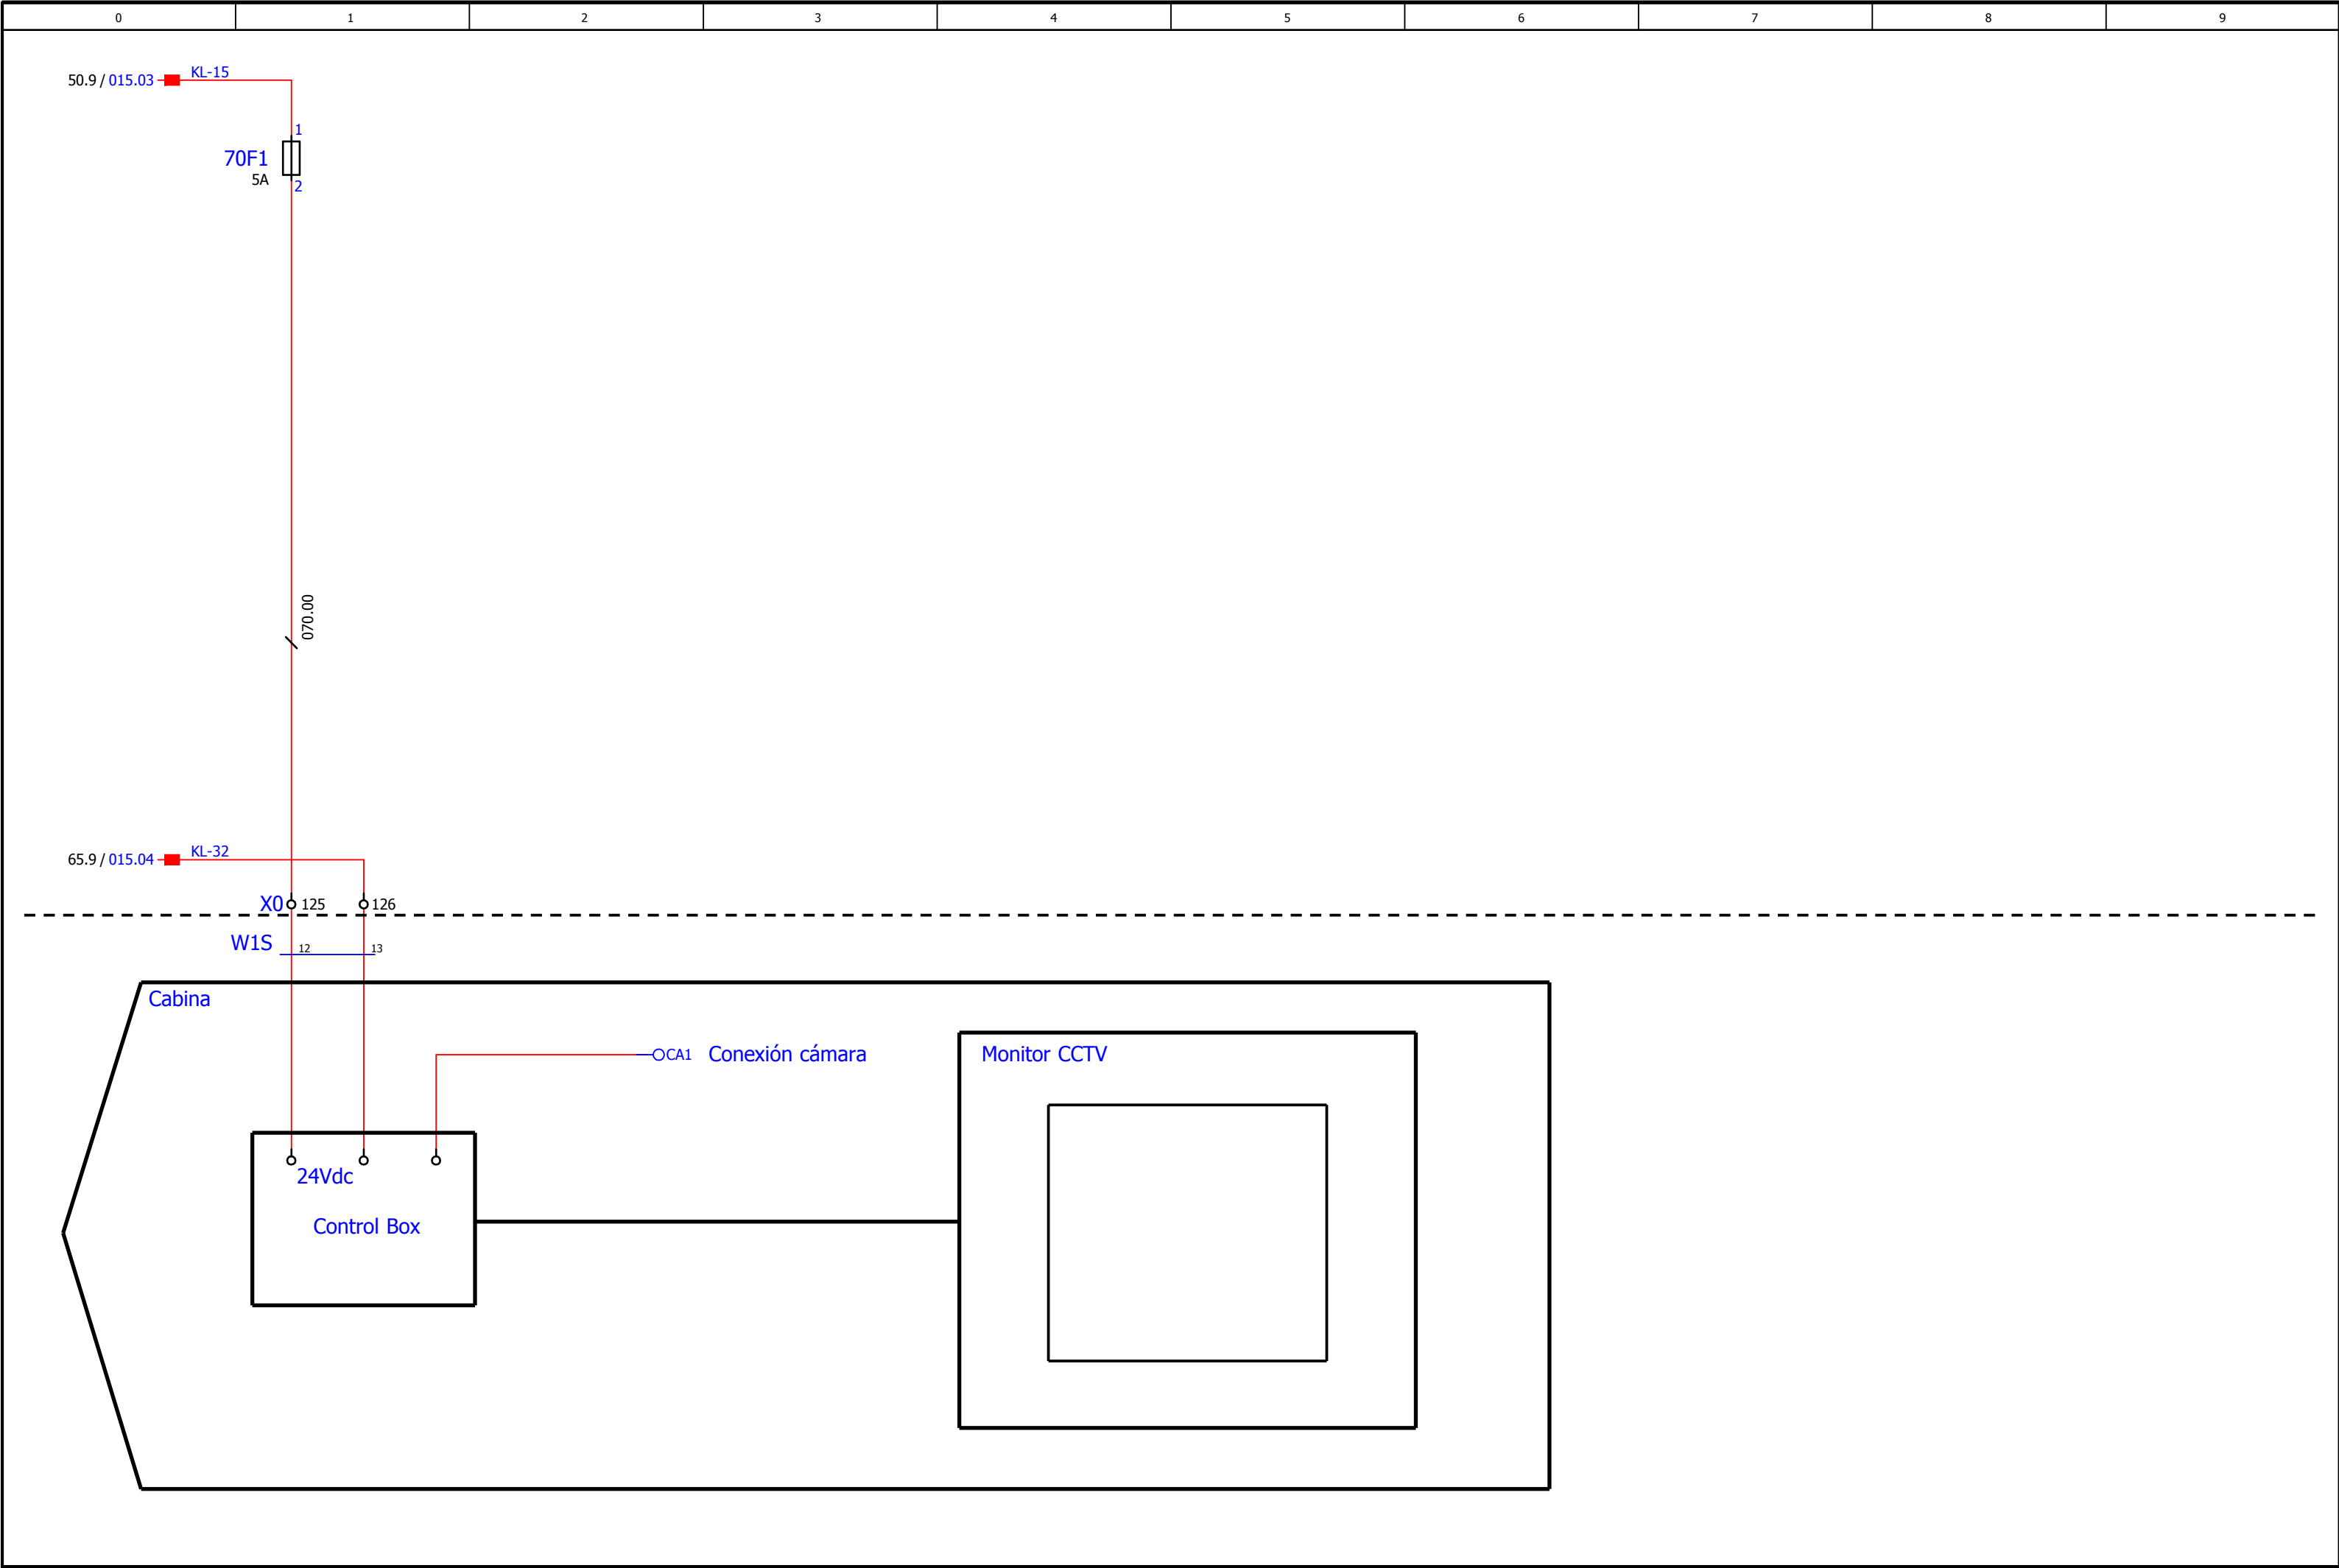 0 1 2 3 4 5 6 7 8 9
50.9 / 015.03 KL-15
1
70F1
5A
2
070.00
65.9 / 015.04 KL-32
X0 125 126
W1S 12 13
Cabina
CA1 Conexión cámara
Monitor CCTV
24Vdc
Control Box